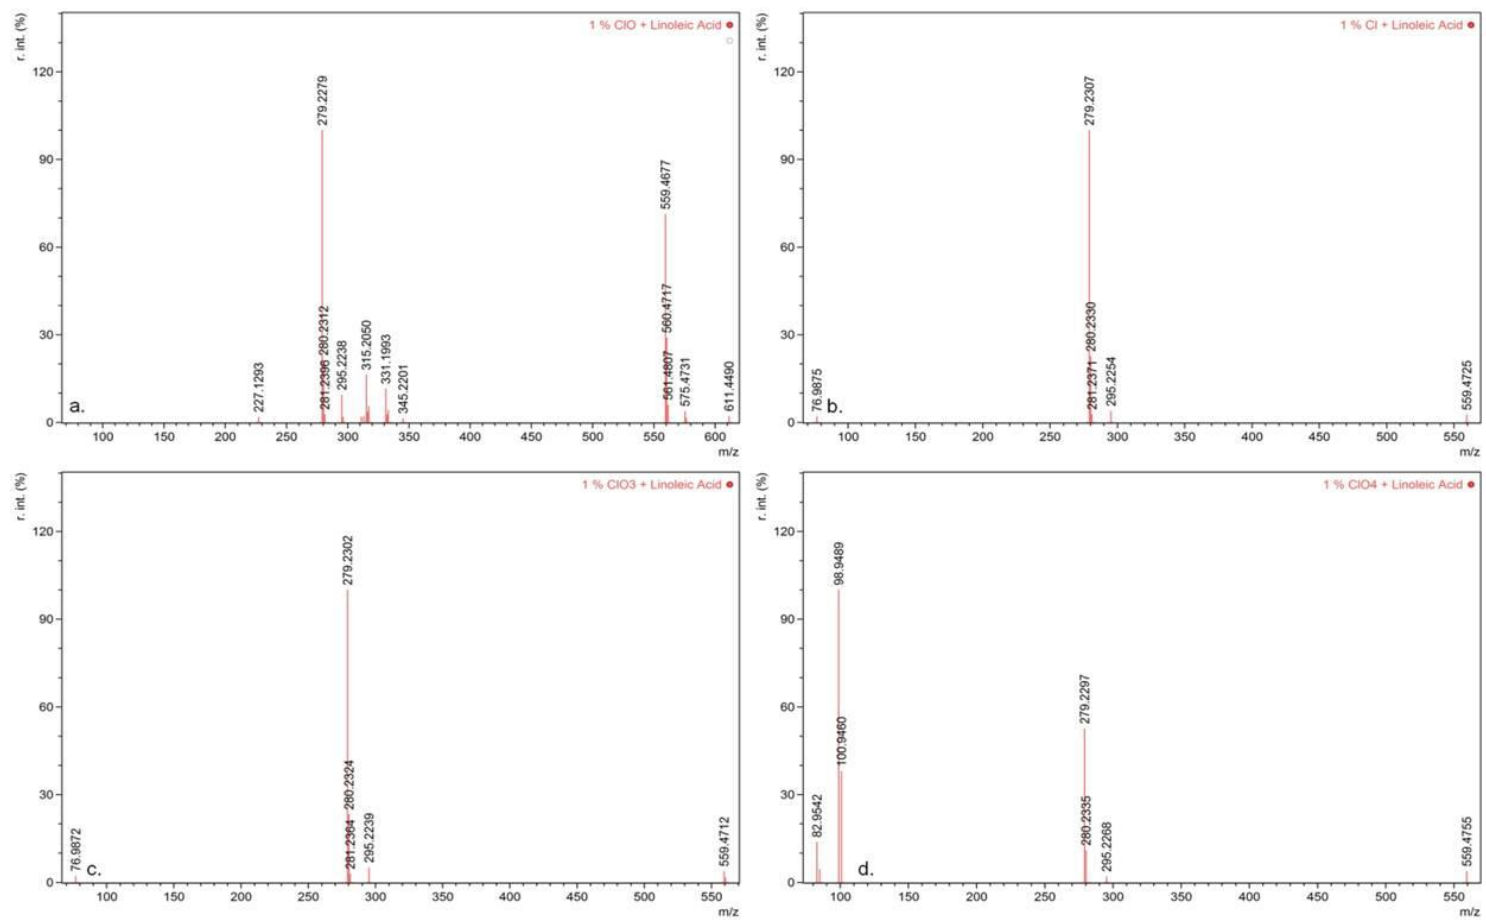 r. int. (%)
1 % ClO + Linoleic Acid
120
90
60
30
0
279.2279
280.2312
281.2396
227.1293
295.2238
315.2050
331.1993
345.2201
559.4677
560.4717
561.4807
575.4731
611.4490
a.
100 150 200 250 300 350 400 450 500 550 600
m/z
r. int. (%)
1 % Cl + Linoleic Acid
120
90
60
30
0
279.2307
280.2330
281.2371
76.9875
295.2254
559.4725
b.
100 150 200 250 300 350 400 450 500 550
m/z
r. int. (%)
1 % ClO3 + Linoleic Acid
120
90
60
30
0
279.2302
280.2324
281.2364
76.9872
295.2239
559.4712
c.
100 150 200 250 300 350 400 450 500 550
m/z
r. int. (%)
1 % ClO4 + Linoleic Acid
120
90
60
30
0
98.9489
100.9460
82.9542
279.2297
280.2335
295.2268
559.4755
d.
100 150 200 250 300 350 400 450 500 550
m/z